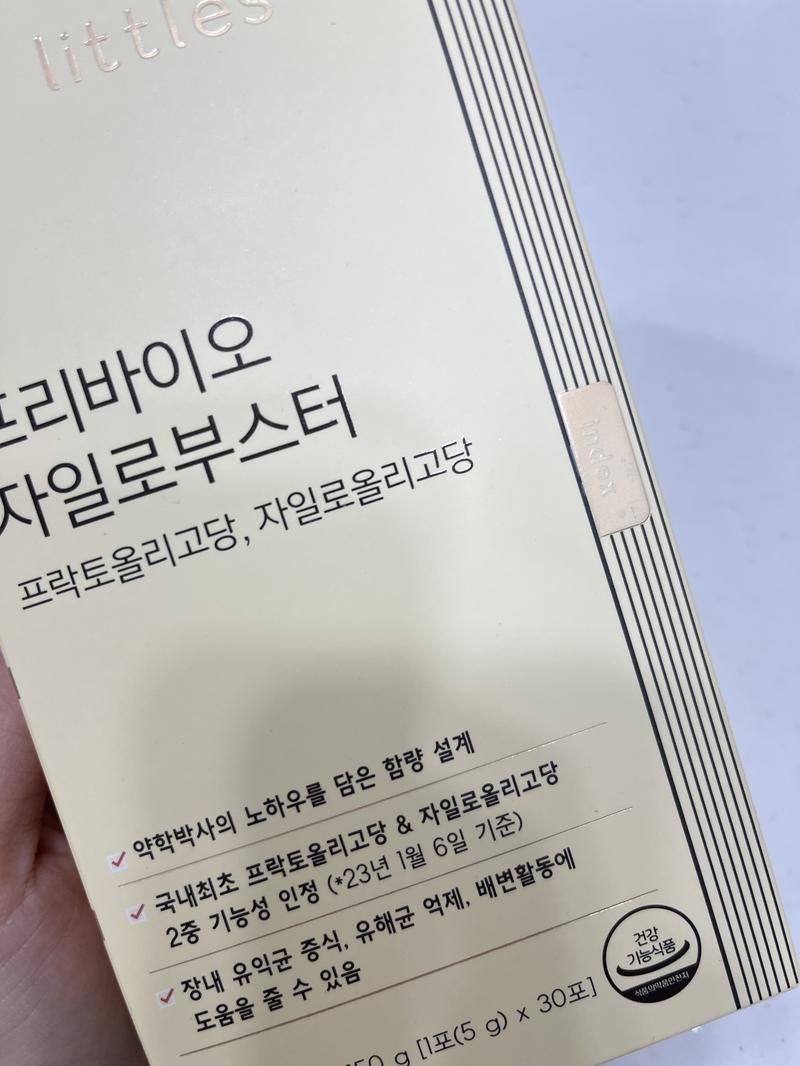 littles
프리바이오
자일로부스터
프락토올리고당, 자일로올리고당
index
약학박사의 노하우를 담은 함량 설계
국내최초 프락토올리고당 & 자일로올리고당
2중 기능성 인정 (*23년 1월 6일 기준)
장내 유익균 증식, 유해균 억제, 배변활동에
도움을 줄 수 있음
건강
기능식품
식품의약품안전처
g [1포(5 g) x 30포]